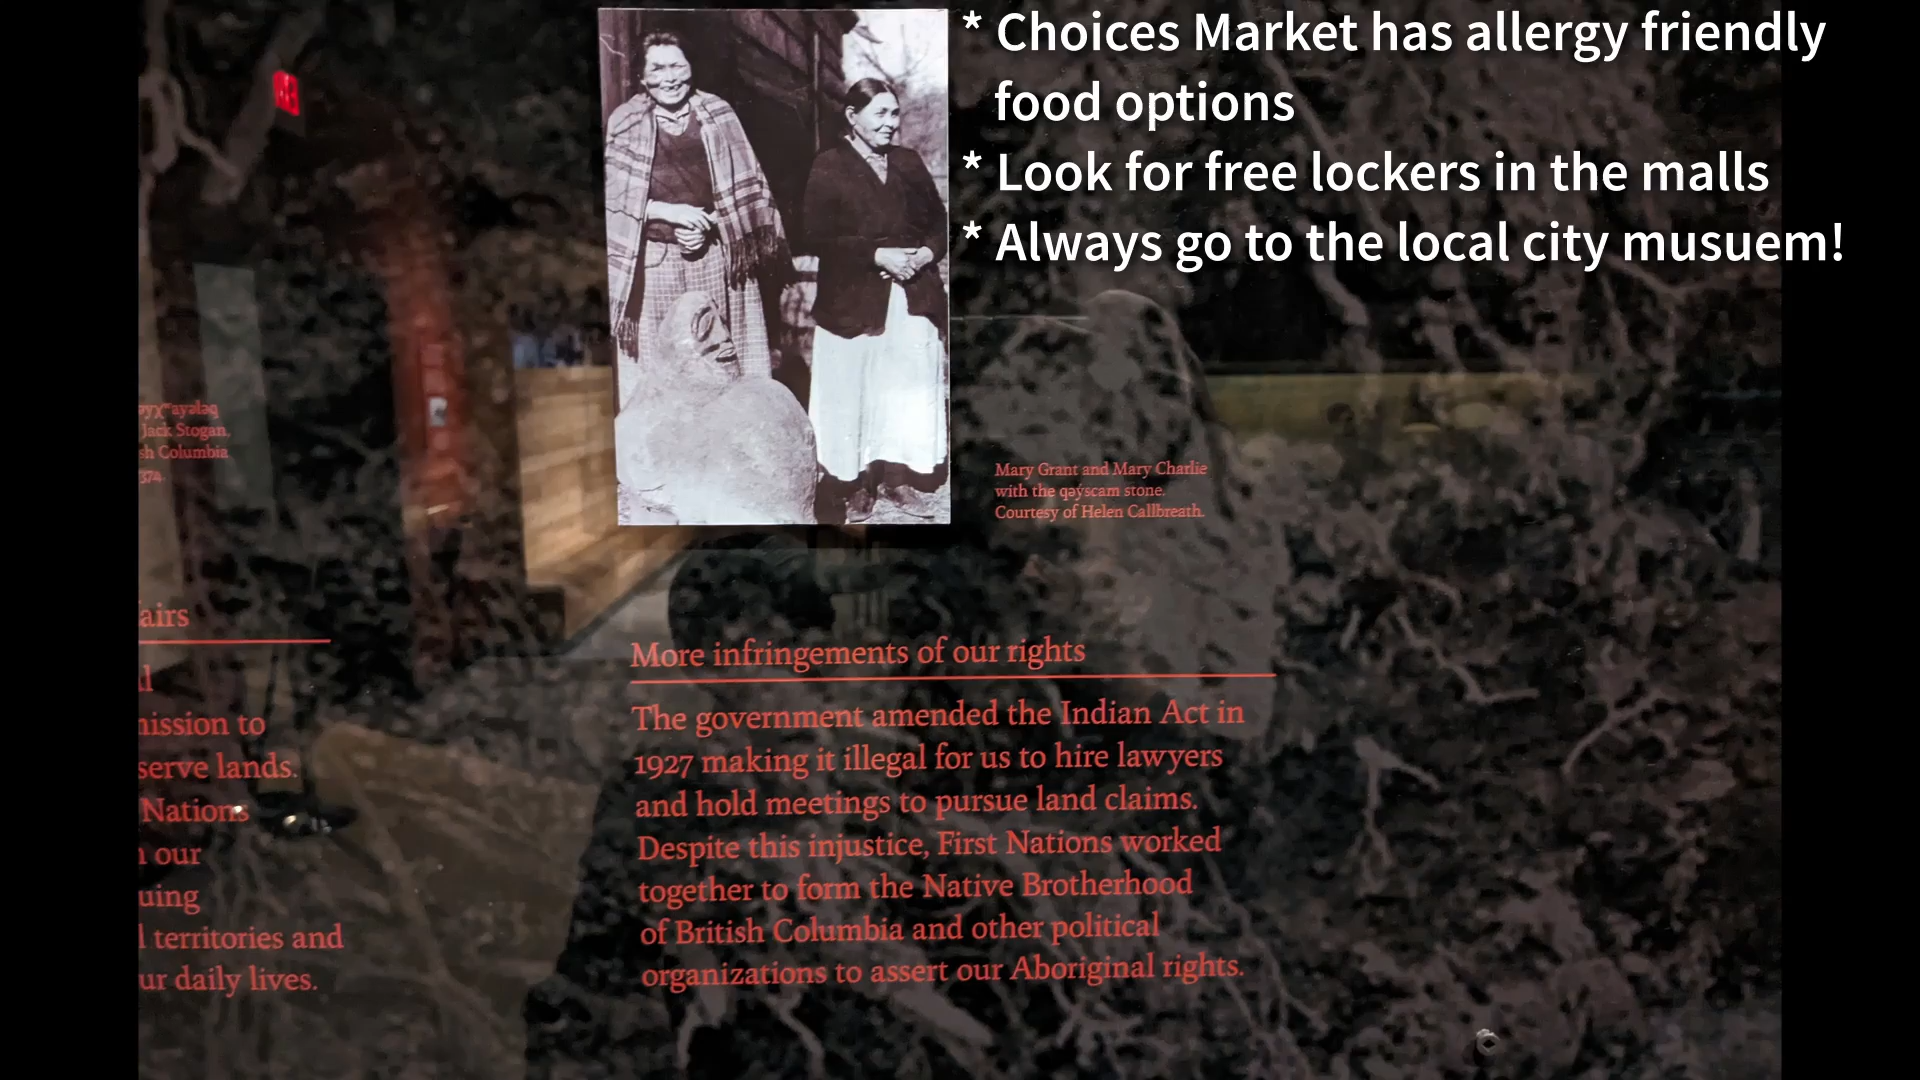 * Choices Market has allergy friendly
food options
* Look for free lockers in the malls
* Always go to the local city musuem!
Jack Stogan,
sh Columbia
374.
Mary Grant and Mary Charlie
with the qəy̓scam stone.
Courtesy of Helen Callbreath.
airs
nission to
serve lands.
Nations
n our
uing
l territories and
ur daily lives.
More infringements of our rights
The government amended the Indian Act in
1927 making it illegal for us to hire lawyers
and hold meetings to pursue land claims.
Despite this injustice, First Nations worked
together to form the Native Brotherhood
of British Columbia and other political
organizations to assert our Aboriginal rights.